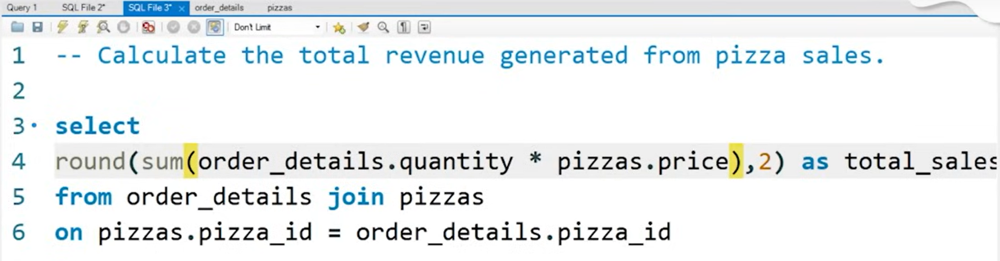 Query 1 SQL File 2* SQL File 3* order_details pizzas
Don't Limit
1 -- Calculate the total revenue generated from pizza sales.
2
3 select
4 round(sum(order_details.quantity * pizzas.price),2) as total_sales
5 from order_details join pizzas
6 on pizzas.pizza_id = order_details.pizza_id